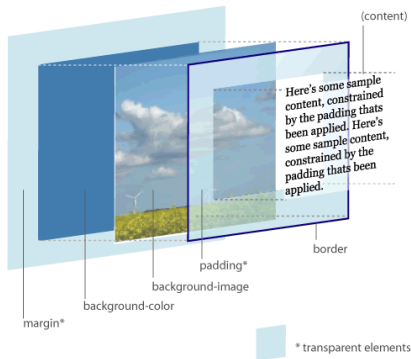 (content)
Here's some sample
content, constrained
by the padding thats
been applied. Here's
some sample content,
constrained by the
padding thats been
applied.
border
padding*
background-image
background-color
margin*
* transparent elements